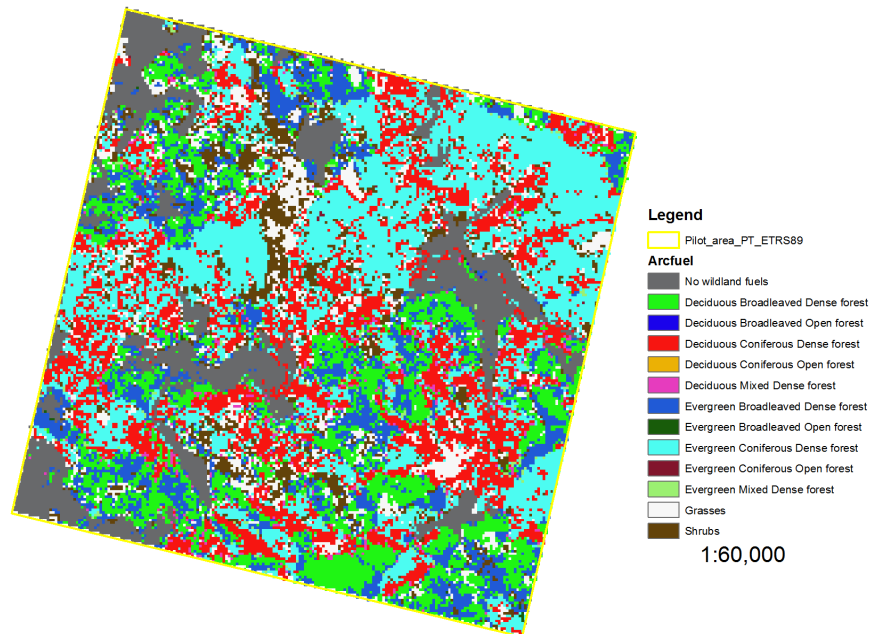 Legend
Pilot_area_PT_ETRS89
Arcfuel
No wildland fuels
Deciduous Broadleaved Dense forest
Deciduous Broadleaved Open forest
Deciduous Coniferous Dense forest
Deciduous Coniferous Open forest
Deciduous Mixed Dense forest
Evergreen Broadleaved Dense forest
Evergreen Broadleaved Open forest
Evergreen Coniferous Dense forest
Evergreen Coniferous Open forest
Evergreen Mixed Dense forest
Grasses
Shrubs
1:60,000